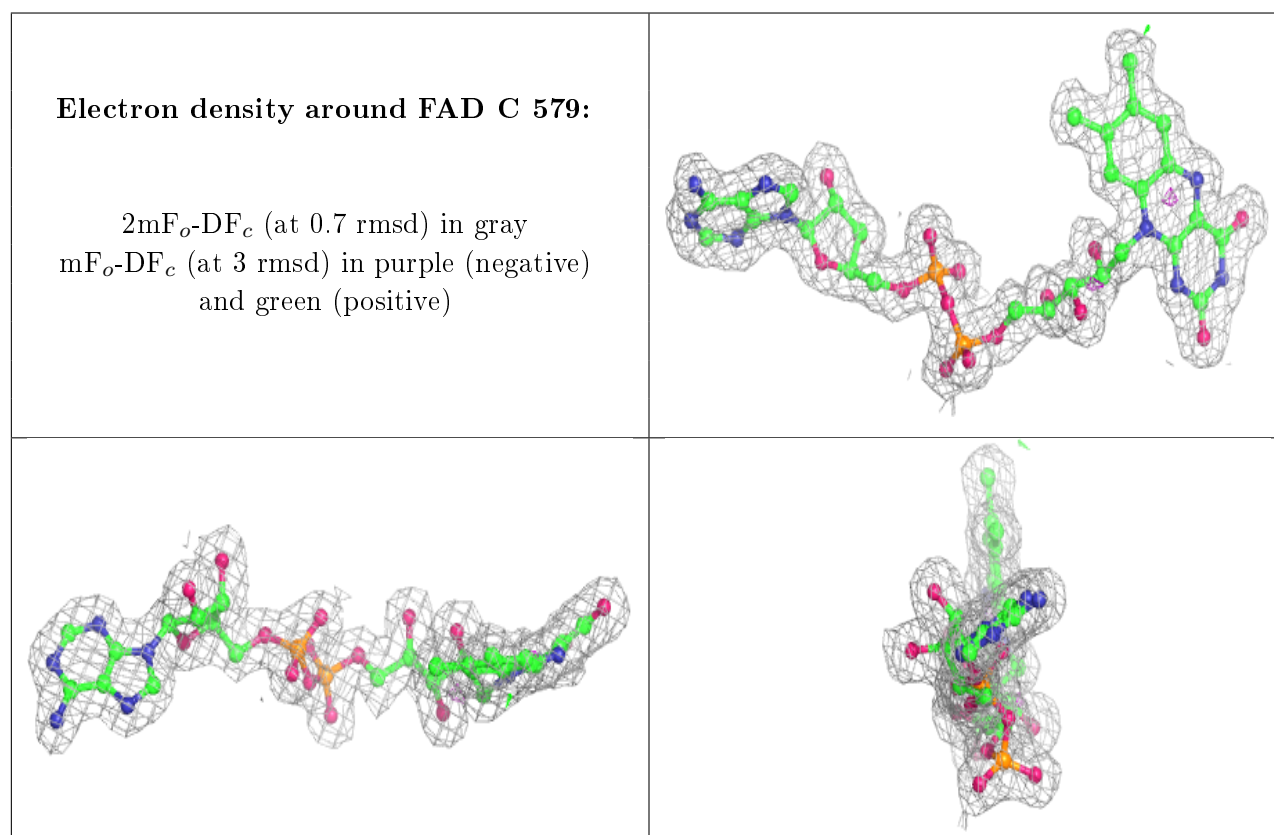 Electron density around FAD C 579:
2mFo-DFc (at 0.7 rmsd) in gray
mFo-DFc (at 3 rmsd) in purple (negative)
and green (positive)